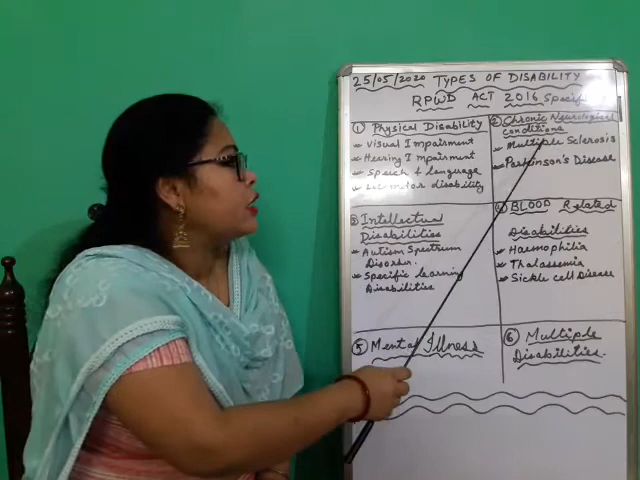 25/05/2020 TYPES OF DISABILITY
RPWD ACT 2016 Specified
① Physical Disability
Visual Impairment
Hearing Impairment
Speech & language
Locomotor disability
② Chronic Neurological
conditions
Multiple Sclerosis
Parkinson's Disease
③ Intellectual
Disabilities
Autism Spectrum
Disorder.
Specific learning
Disabilities
④ BLOOD Related
Disabilities
Haemophilia
Thalassemia
Sickle cell Disease
⑤ Mental Illness
⑥ Multiple
Disabilities.